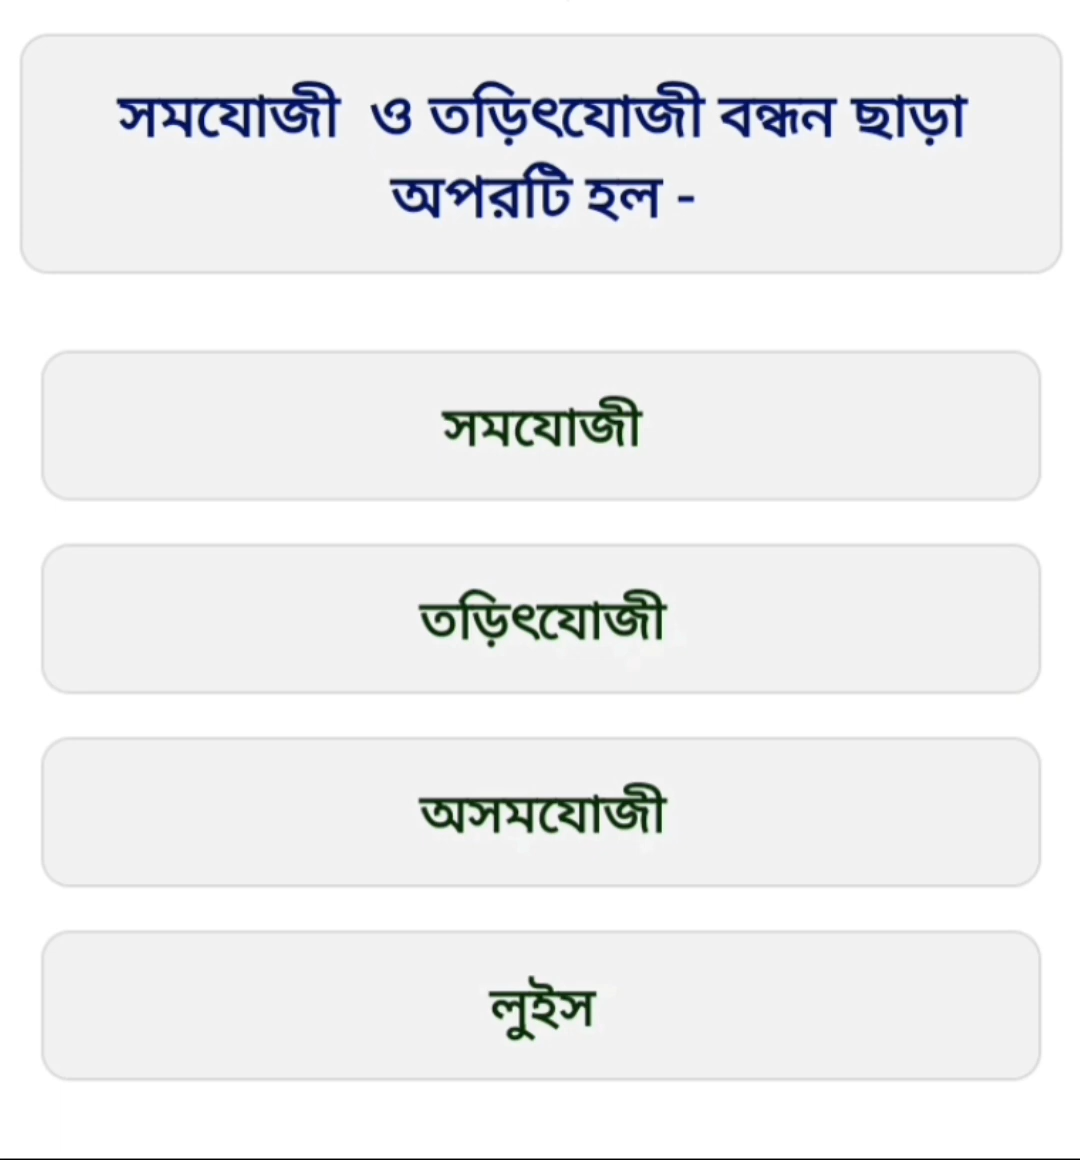 সমযোজী ও তড়িৎযোজী বন্ধন ছাড়া
অপরটি হল -
সমযোজী
তড়িৎযোজী
অসমযোজী
লুইস